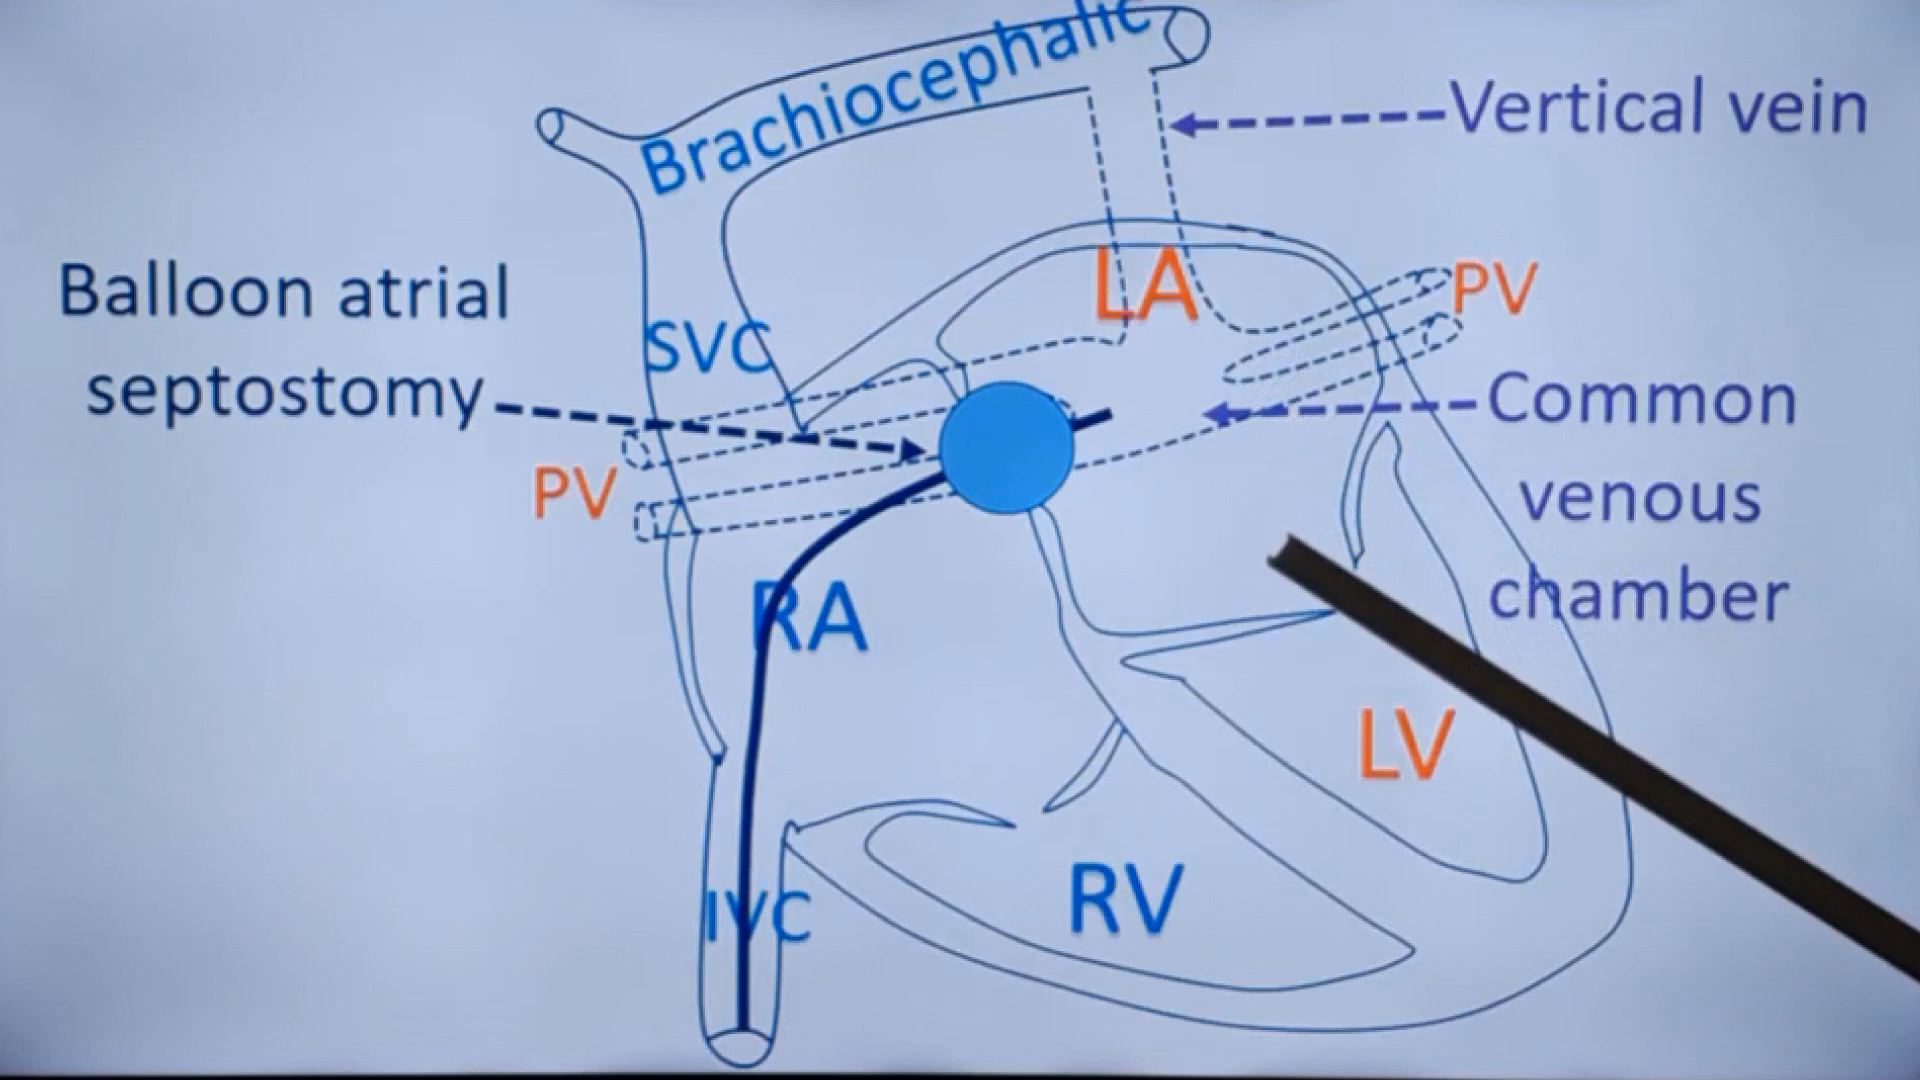 Brachiocephalic
Vertical vein
Balloon atrial
septostomy
SVC
LA
PV
PV
Common
venous
chamber
RA
LV
IVC
RV